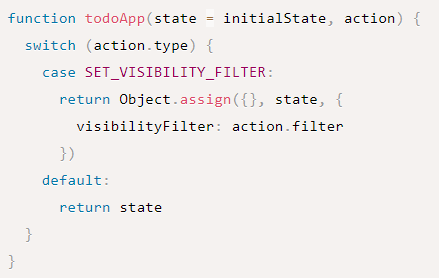 function todoApp(state = initialState, action) {
  switch (action.type) {
    case SET_VISIBILITY_FILTER:
      return Object.assign({}, state, {
        visibilityFilter: action.filter
      })
    default:
      return state
  }
}